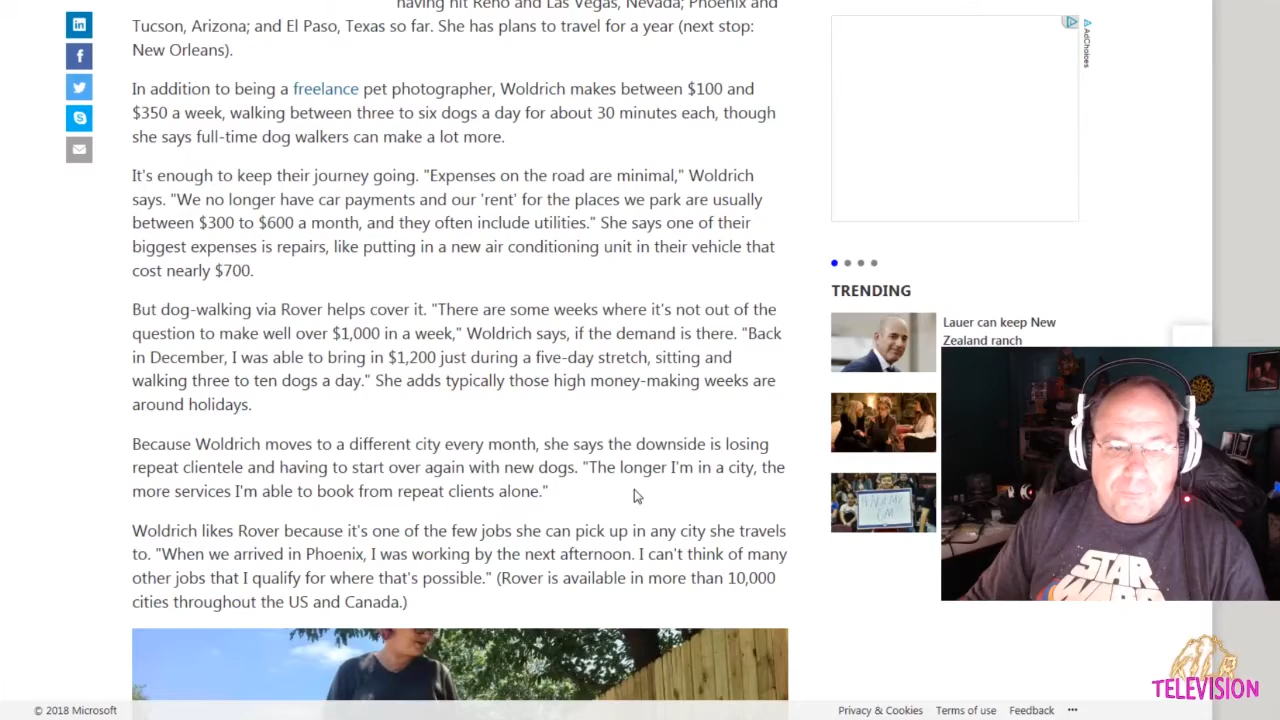 having hit Reno and Las Vegas, Nevada; Phoenix and
Tucson, Arizona; and El Paso, Texas so far. She has plans to travel for a year (next stop:
New Orleans).
In addition to being a freelance pet photographer, Woldrich makes between $100 and
$350 a week, walking between three to six dogs a day for about 30 minutes each, though
she says full-time dog walkers can make a lot more.
It's enough to keep their journey going. "Expenses on the road are minimal," Woldrich
says. "We no longer have car payments and our 'rent' for the places we park are usually
between $300 to $600 a month, and they often include utilities." She says one of their
biggest expenses is repairs, like putting in a new air conditioning unit in their vehicle that
cost nearly $700.
But dog-walking via Rover helps cover it. "There are some weeks where it's not out of the
question to make well over $1,000 in a week," Woldrich says, if the demand is there. "Back
in December, I was able to bring in $1,200 just during a five-day stretch, sitting and
walking three to ten dogs a day." She adds typically those high money-making weeks are
around holidays.
Because Woldrich moves to a different city every month, she says the downside is losing
repeat clientele and having to start over again with new dogs. "The longer I'm in a city, the
more services I'm able to book from repeat clients alone."
Woldrich likes Rover because it's one of the few jobs she can pick up in any city she travels
to. "When we arrived in Phoenix, I was working by the next afternoon. I can't think of many
other jobs that I qualify for where that's possible." (Rover is available in more than 10,000
cities throughout the US and Canada.)
AdChoices
TRENDING
Lauer can keep New
Zealand ranch
STAR
WARS
TELEVISION
© 2018 Microsoft
Privacy & Cookies
Terms of use
Feedback